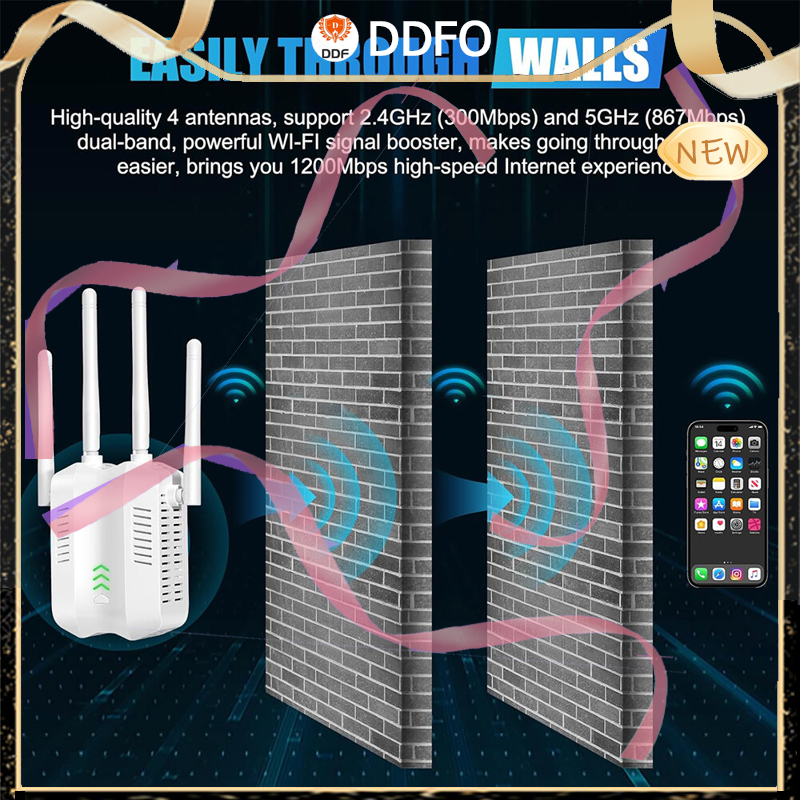 DDF
DDFO
EASILY THROUGH WALLS
High-quality 4 antennas, support 2.4GHz (300Mbps) and 5GHz (867Mbps)
dual-band, powerful WI-FI signal booster, makes going through
easier, brings you 1200Mbps high-speed Internet experience
NEW